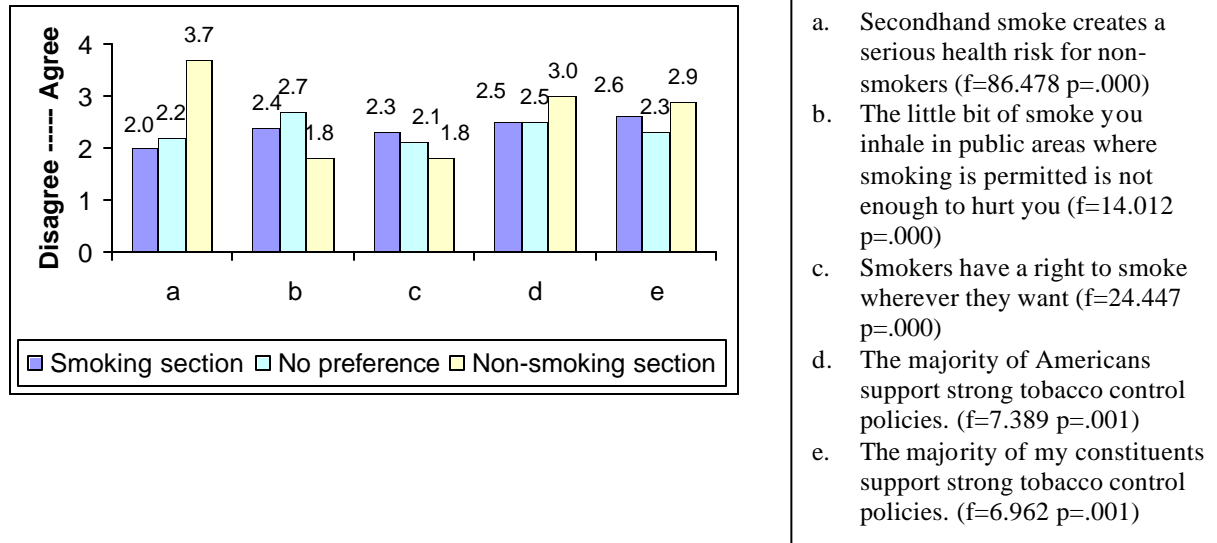 Disagree ------ Agree
4
3
2
1
0
2.0 2.2 3.7
2.4 2.7 1.8
2.3 2.1 1.8
2.5 2.5 3.0
2.6 2.3 2.9
a b c d e
Smoking section No preference Non-smoking section
a. Secondhand smoke creates a
serious health risk for non-
smokers (f=86.478 p=.000)
b. The little bit of smoke you
inhale in public areas where
smoking is permitted is not
enough to hurt you (f=14.012
p=.000)
c. Smokers have a right to smoke
wherever they want (f=24.447
p=.000)
d. The majority of Americans
support strong tobacco control
policies. (f=7.389 p=.001)
e. The majority of my constituents
support strong tobacco control
policies. (f=6.962 p=.001)